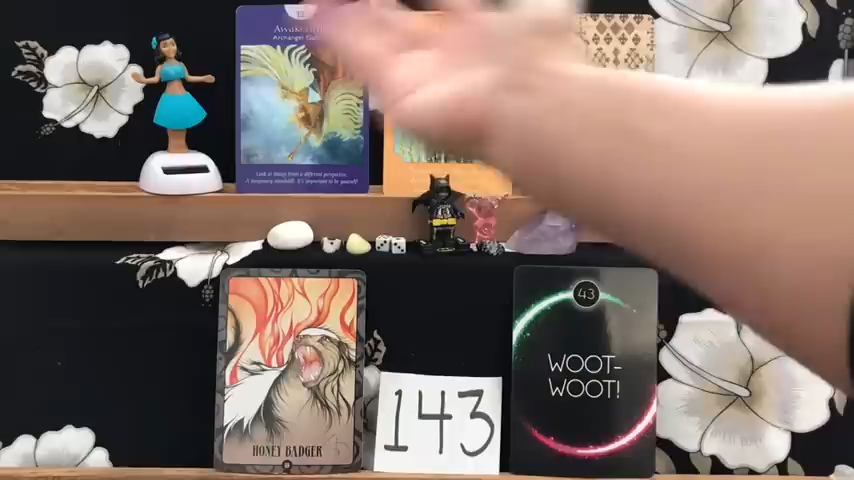 Look at things from a different perspective.
A temporary standstill. It's important to be yourself.
43
WOOT-
WOOT!
143
HONEY BADGER